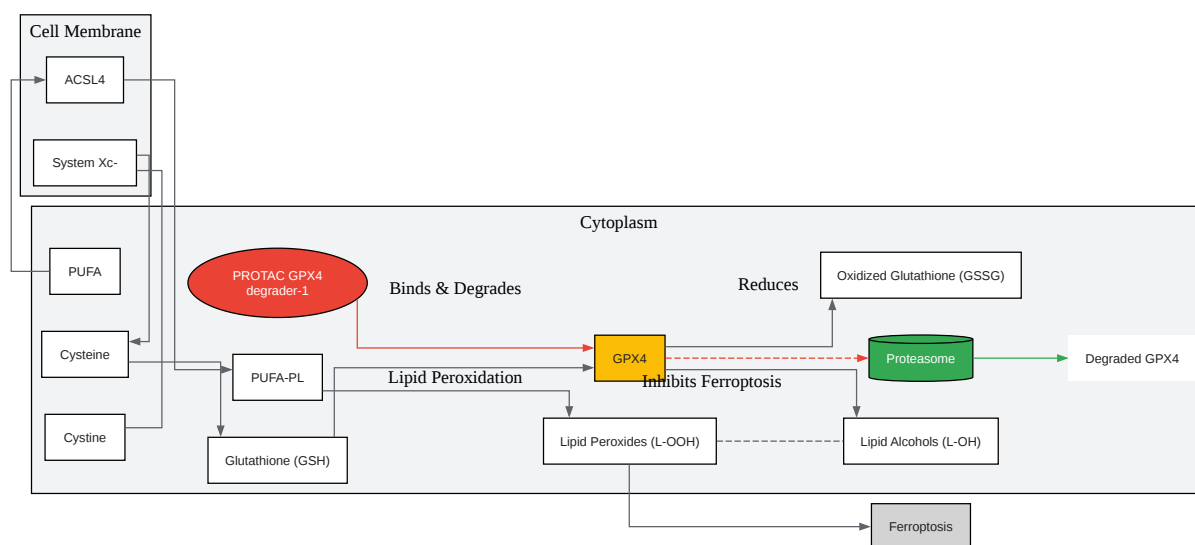 Cell Membrane
ACSL4
System Xc-
Cytoplasm
PUFA
PROTAC GPX4
degrader-1
Binds & Degrades
Reduces
Oxidized Glutathione (GSSG)
Cysteine
GPX4
Proteasome
Degraded GPX4
PUFA-PL
Lipid Peroxidation
Inhibits Ferroptosis
Cystine
Glutathione (GSH)
Lipid Peroxides (L-OOH)
Lipid Alcohols (L-OH)
Ferroptosis